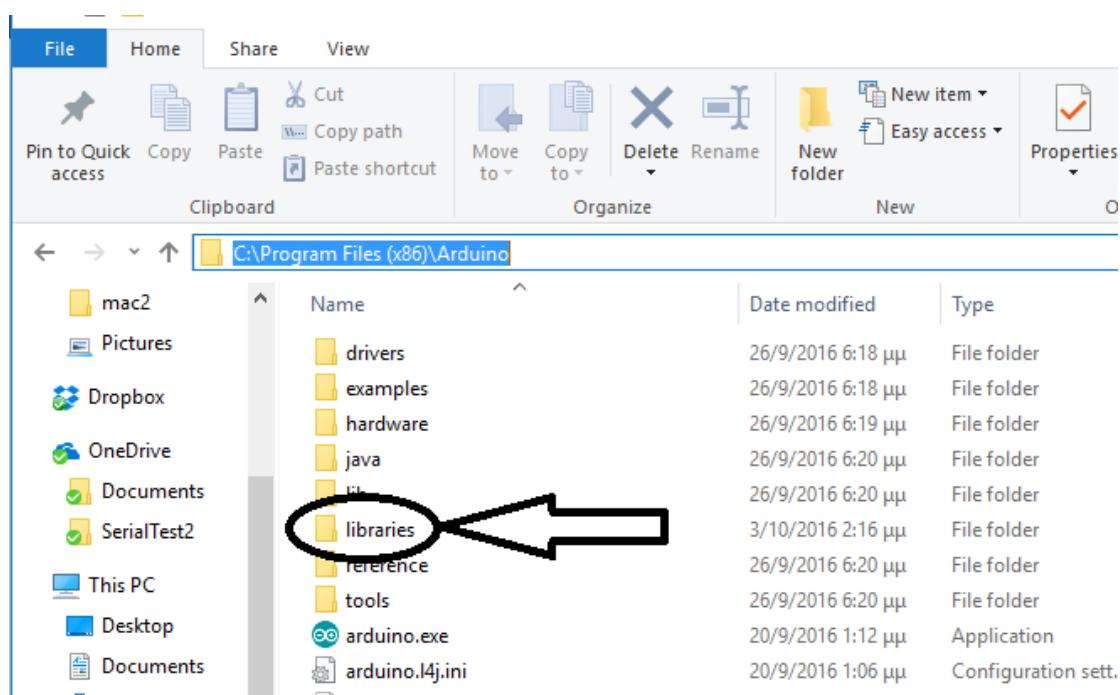 File Home Share View
Cut
New item
Copy path
Easy access
Paste shortcut
Pin to Quick access
Copy
Paste
Move to
Copy to
Delete
Rename
New folder
Properties
Clipboard
Organize
New
C:\Program Files (x86)\Arduino
mac2
Pictures
Dropbox
OneDrive
Documents
SerialTest2
This PC
Desktop
Documents
Name Date modified Type
drivers 26/9/2016 6:18 μμ File folder
examples 26/9/2016 6:18 μμ File folder
hardware 26/9/2016 6:19 μμ File folder
java 26/9/2016 6:20 μμ File folder
lib 26/9/2016 6:20 μμ File folder
libraries 3/10/2016 2:16 μμ File folder
reference 26/9/2016 6:20 μμ File folder
tools 26/9/2016 6:20 μμ File folder
arduino.exe 20/9/2016 1:12 μμ Application
arduino.l4j.ini 20/9/2016 1:06 μμ Configuration sett.